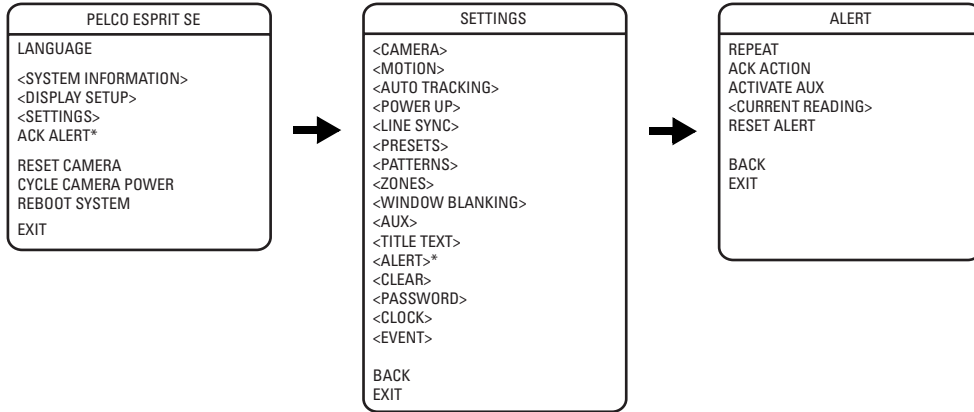 PELCO ESPRIT SE
LANGUAGE
<SYSTEM INFORMATION>
<DISPLAY SETUP>
<SETTINGS>
ACK ALERT*
RESET CAMERA
CYCLE CAMERA POWER
REBOOT SYSTEM
EXIT
SETTINGS
<CAMERA>
<MOTION>
<AUTO TRACKING>
<POWER UP>
<LINE SYNC>
<PRESETS>
<PATTERNS>
<ZONES>
<WINDOW BLANKING>
<AUX>
<TITLE TEXT>
<ALERT>*
<CLEAR>
<PASSWORD>
<CLOCK>
<EVENT>
BACK
EXIT
ALERT
REPEAT
ACK ACTION
ACTIVATE AUX
<CURRENT READING>
RESET ALERT
BACK
EXIT